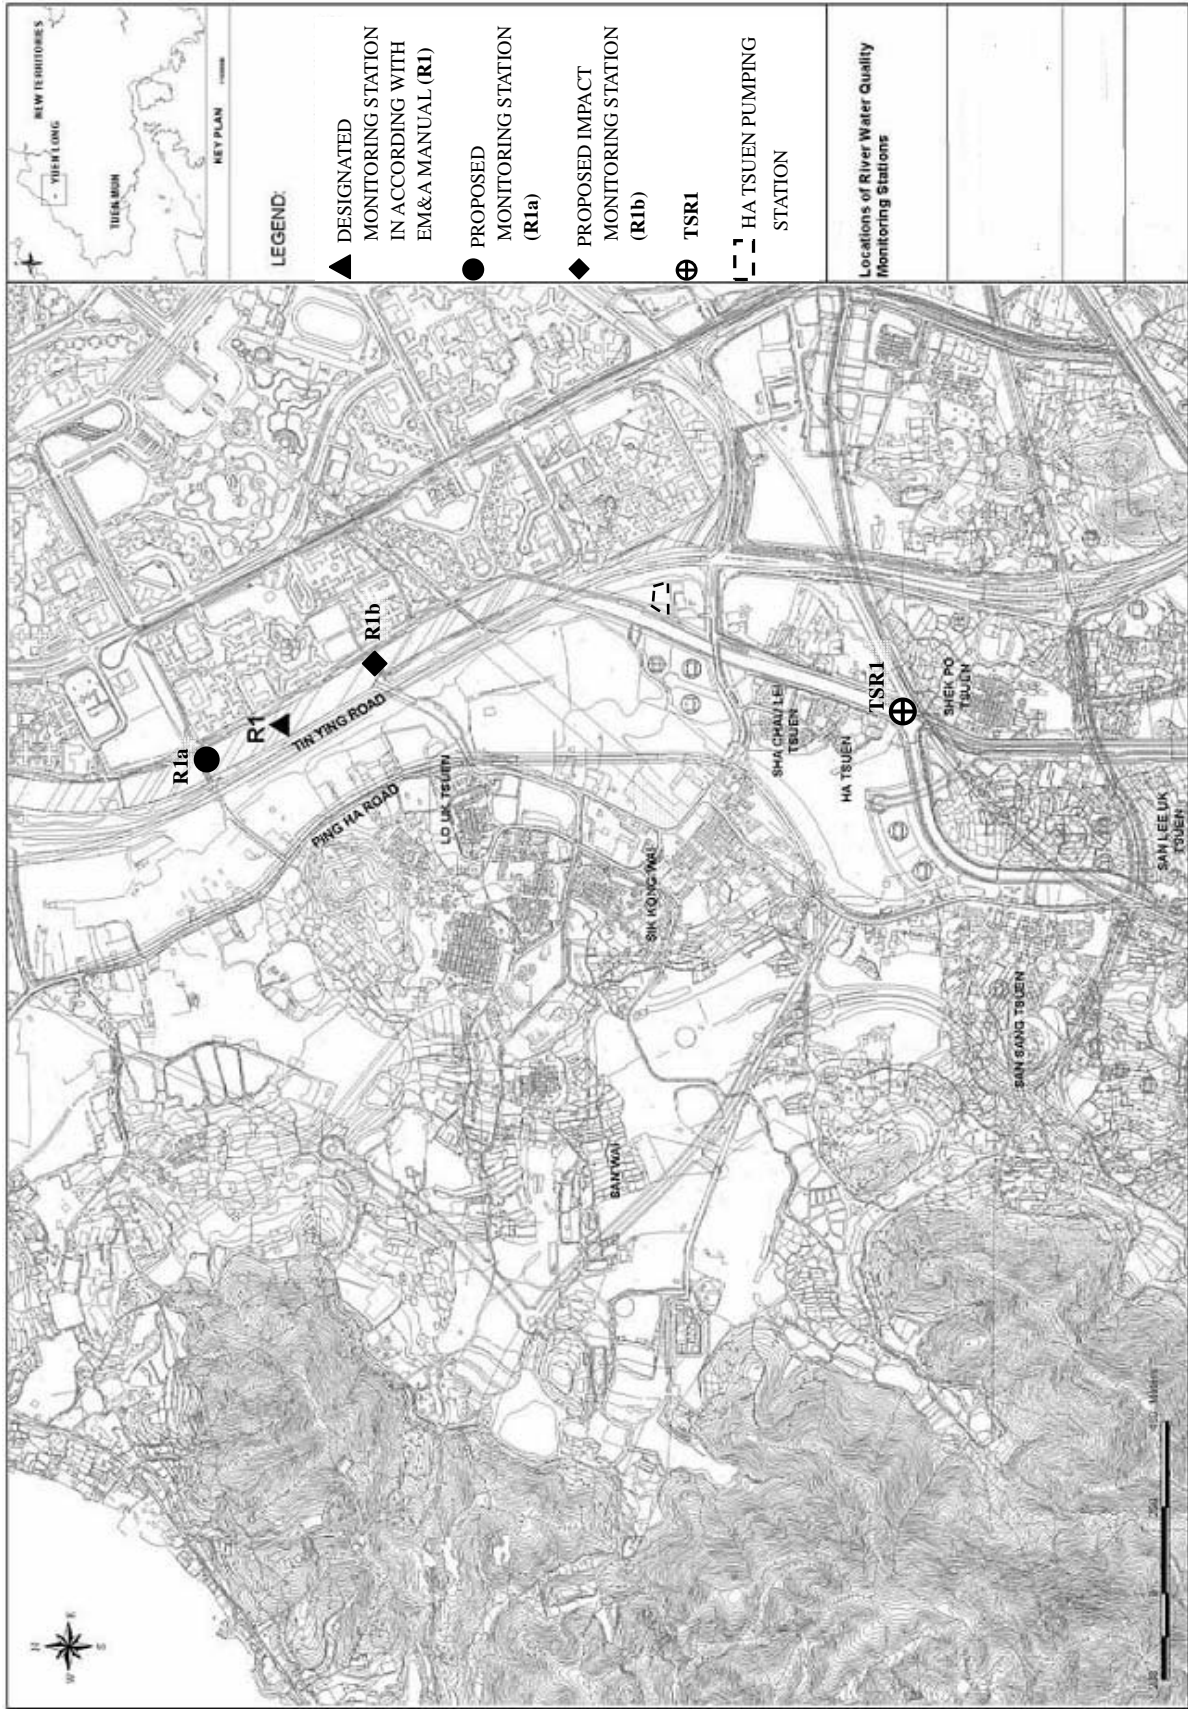 NEW TERRITORIES
YUEN LONG
TUEN MUN
KEY PLAN
LEGEND:
DESIGNATED
MONITORING STATION
IN ACCORDING WITH
EM&A MANUAL (R1)
PROPOSED
MONITORING STATION
(R1a)
PROPOSED IMPACT
MONITORING STATION
(R1b)
TSR1
HA TSUEN PUMPING
STATION
Locations of River Water Quality
Monitoring Stations
N
W
E
S
R1a
R1
R1b
TIN YING ROAD
PING HA ROAD
LO UK TSUEN
SIK KONG WAI
SAN WAI
SHA CHAU LEI
TSUEN
HA TSUEN
TSR1
SHEK PO
TSUEN
SAN SANG TSUEN
SAN LEE UK
TSUEN
Meters